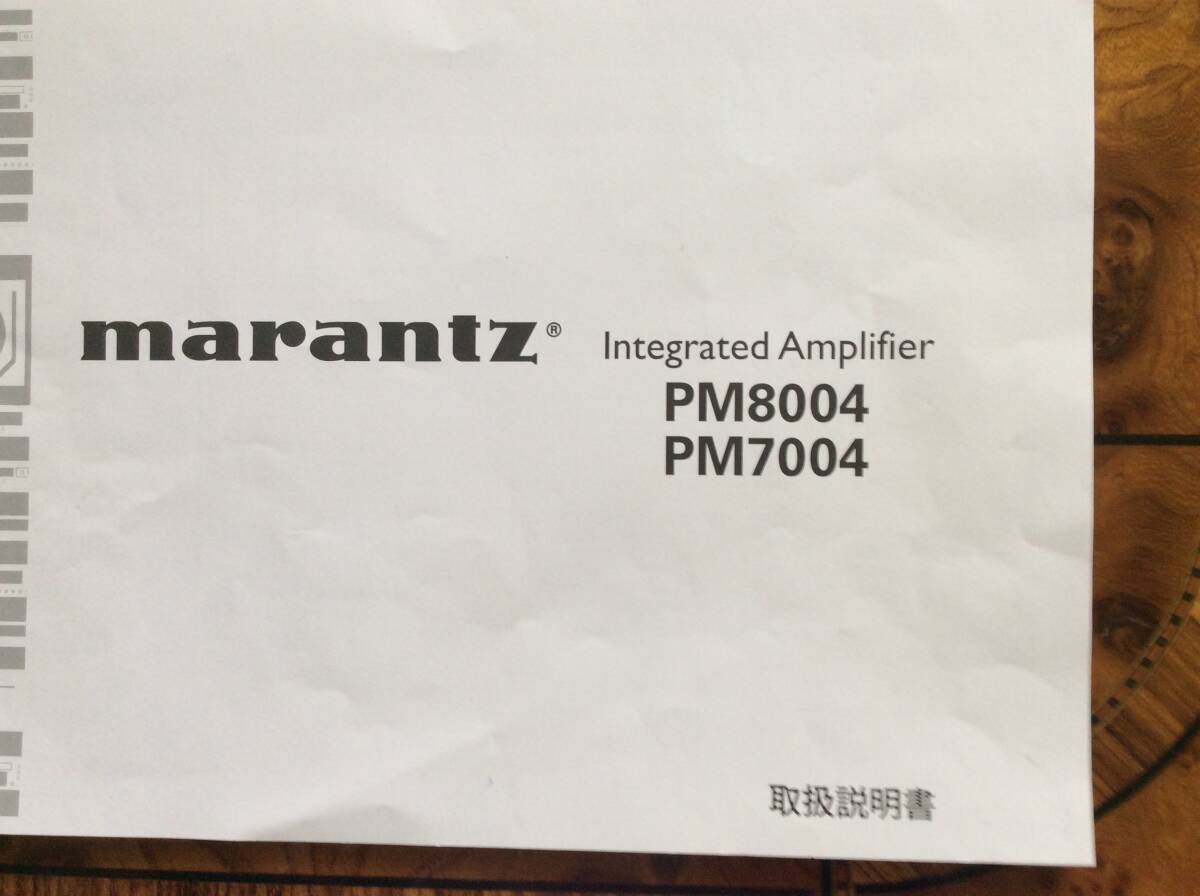 marantz® Integrated Amplifier
PM8004
PM7004
取扱説明書